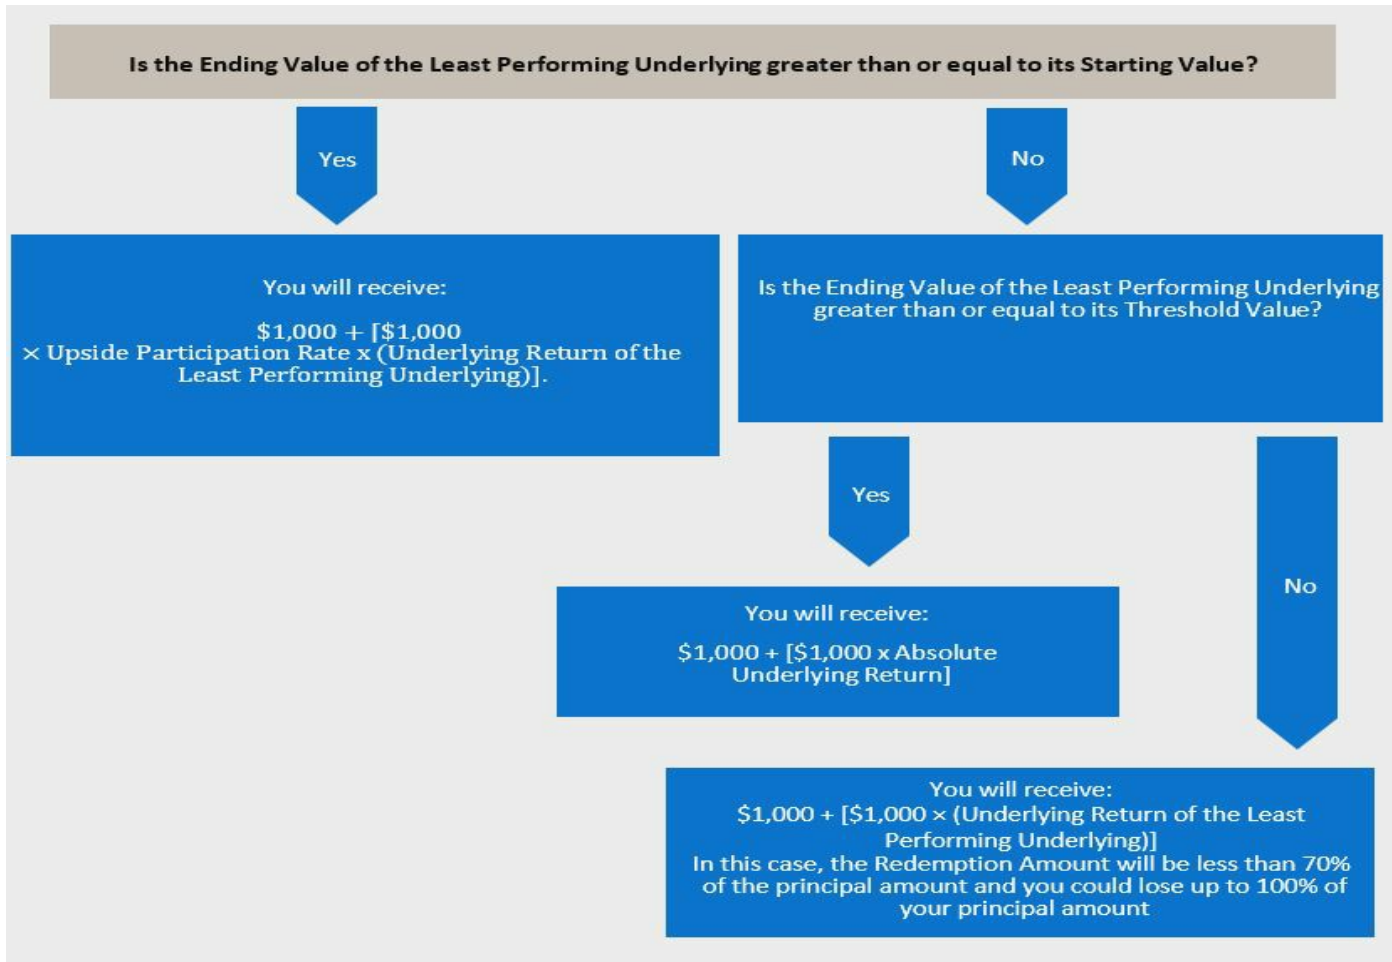 Is the Ending Value of the Least Performing Underlying greater than or equal to its Starting Value?
Yes
No
You will receive:
$1,000 + ⌈$1,000
× Upside Participation Rate x (Underlying Return of the
Least Performing Underlying)].
Is the Ending Value of the Least Performing Underlying
greater than or equal to its Threshold Value?
Yes
No
You will receive:
$1,000 + [$1,000 x Absolute
Underlying Return]
You will receive:
$1,000 + [$1,000 × (Underlying Return of the Least
Performing Underlying)]
In this case, the Redemption Amount will be less than 70%
of the principal amount and you could lose up to 100% of
your principal amount